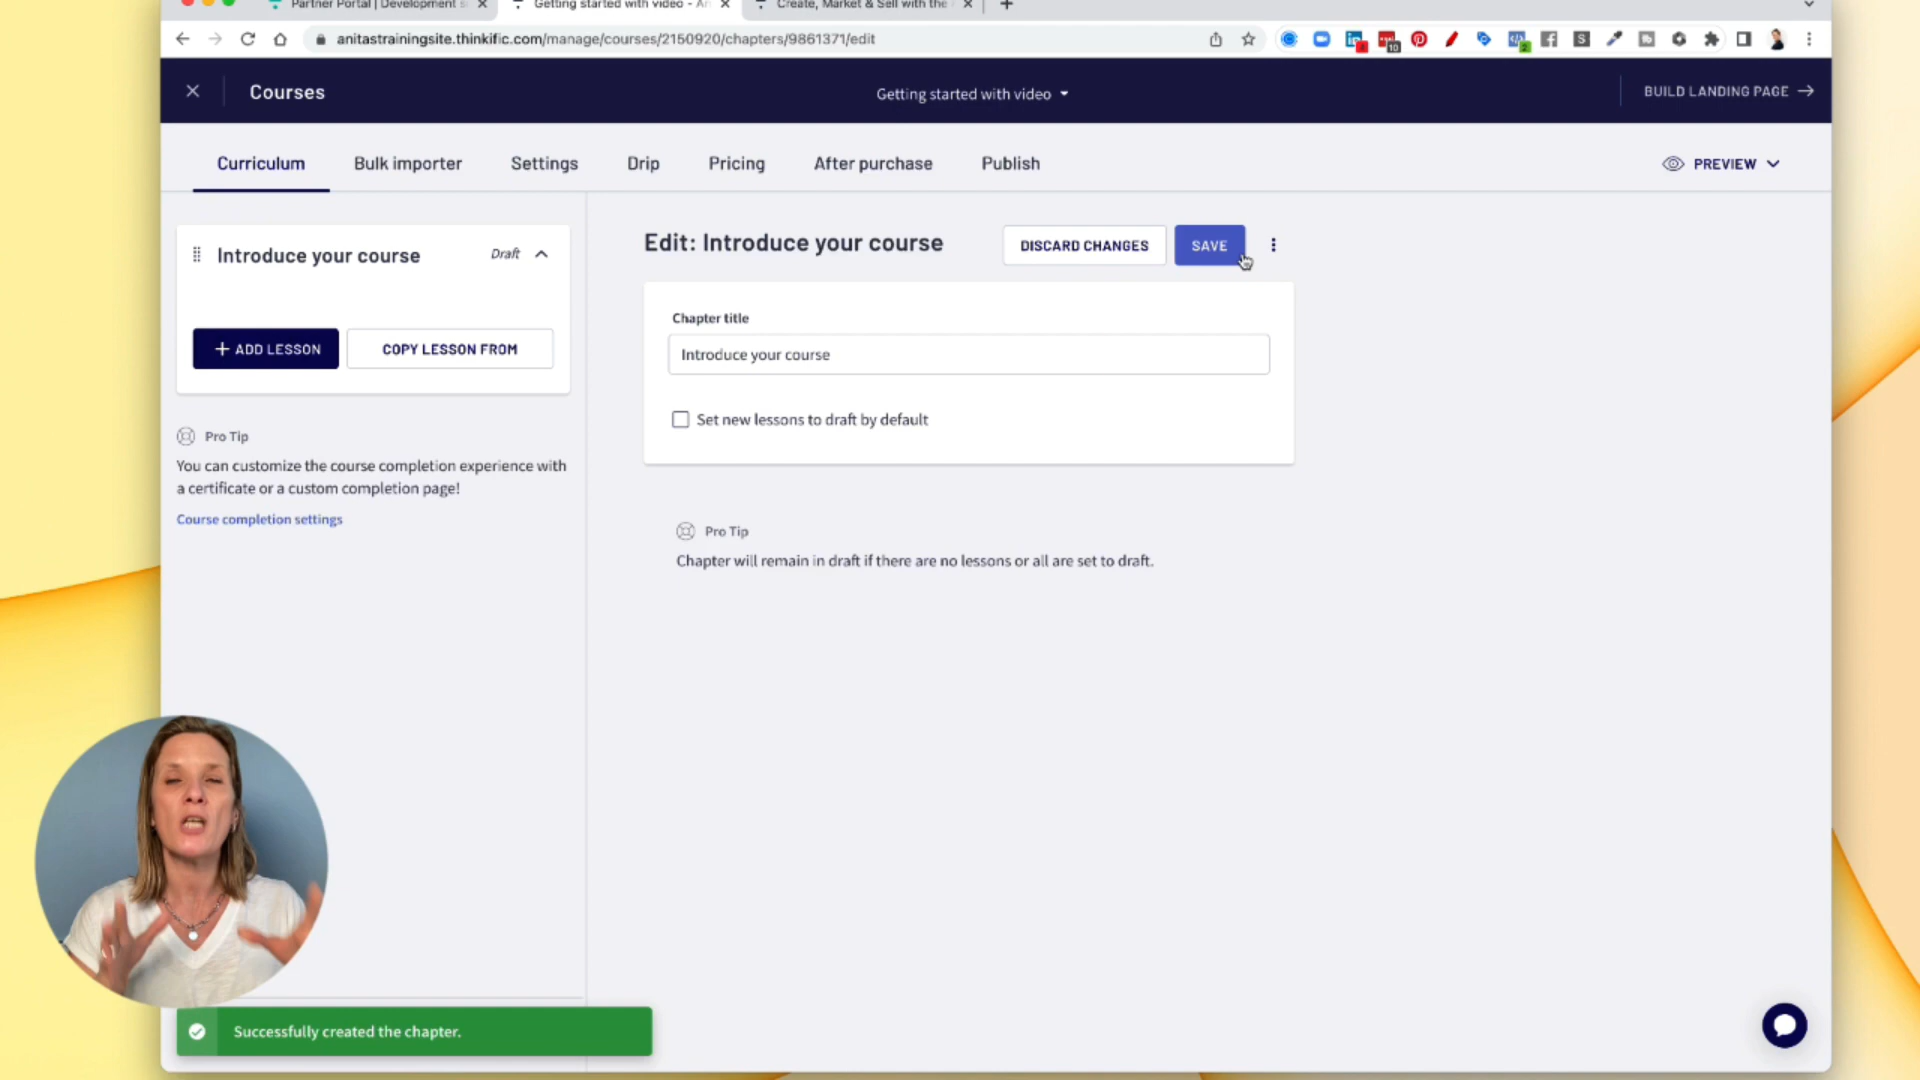 Partner Portal | Development s
Getting started with video - An
Create, Market & Sell with the
anitastrainingsite.thinkific.com/manage/courses/2150920/chapters/9861371/edit
10
2
Courses
Getting started with video
BUILD LANDING PAGE
Curriculum
Bulk importer
Settings
Drip
Pricing
After purchase
Publish
PREVIEW
Introduce your course
Draft
+ ADD LESSON
COPY LESSON FROM
Pro Tip
You can customize the course completion experience with
a certificate or a custom completion page!
Course completion settings
Edit: Introduce your course
DISCARD CHANGES
SAVE
Chapter title
Introduce your course
Set new lessons to draft by default
Pro Tip
Chapter will remain in draft if there are no lessons or all are set to draft.
Successfully created the chapter.